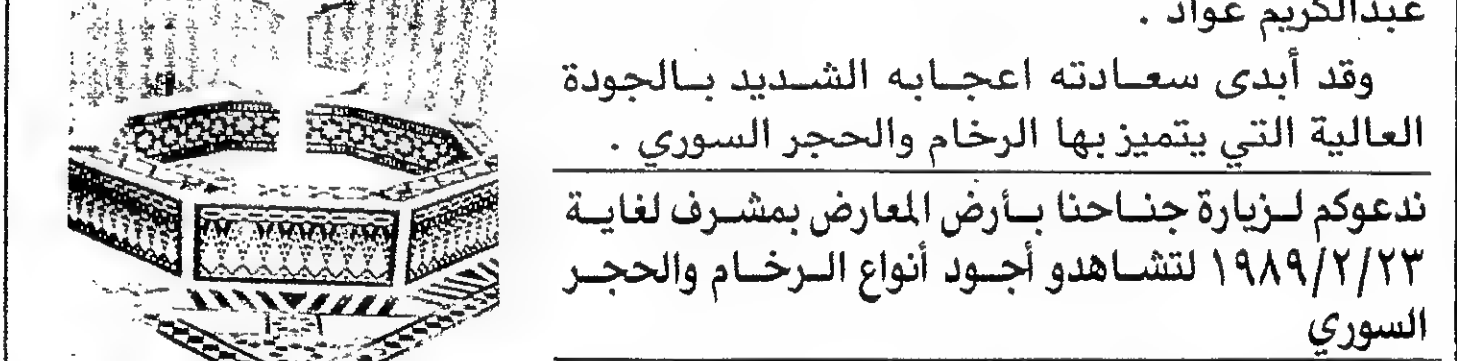 عبدالكريم عواد .
وقد أبدى سعادته اعجابه الشديد بالجودة
العالية التي يتميز بها الرخام والحجر السوري .
ندعوكم لزيارة جناحنا بأرض المعارض بمشرف لغاية
١٩٨٩/٢/٢٣ لتشاهدو أجود أنواع الرخام والحجر
السوري